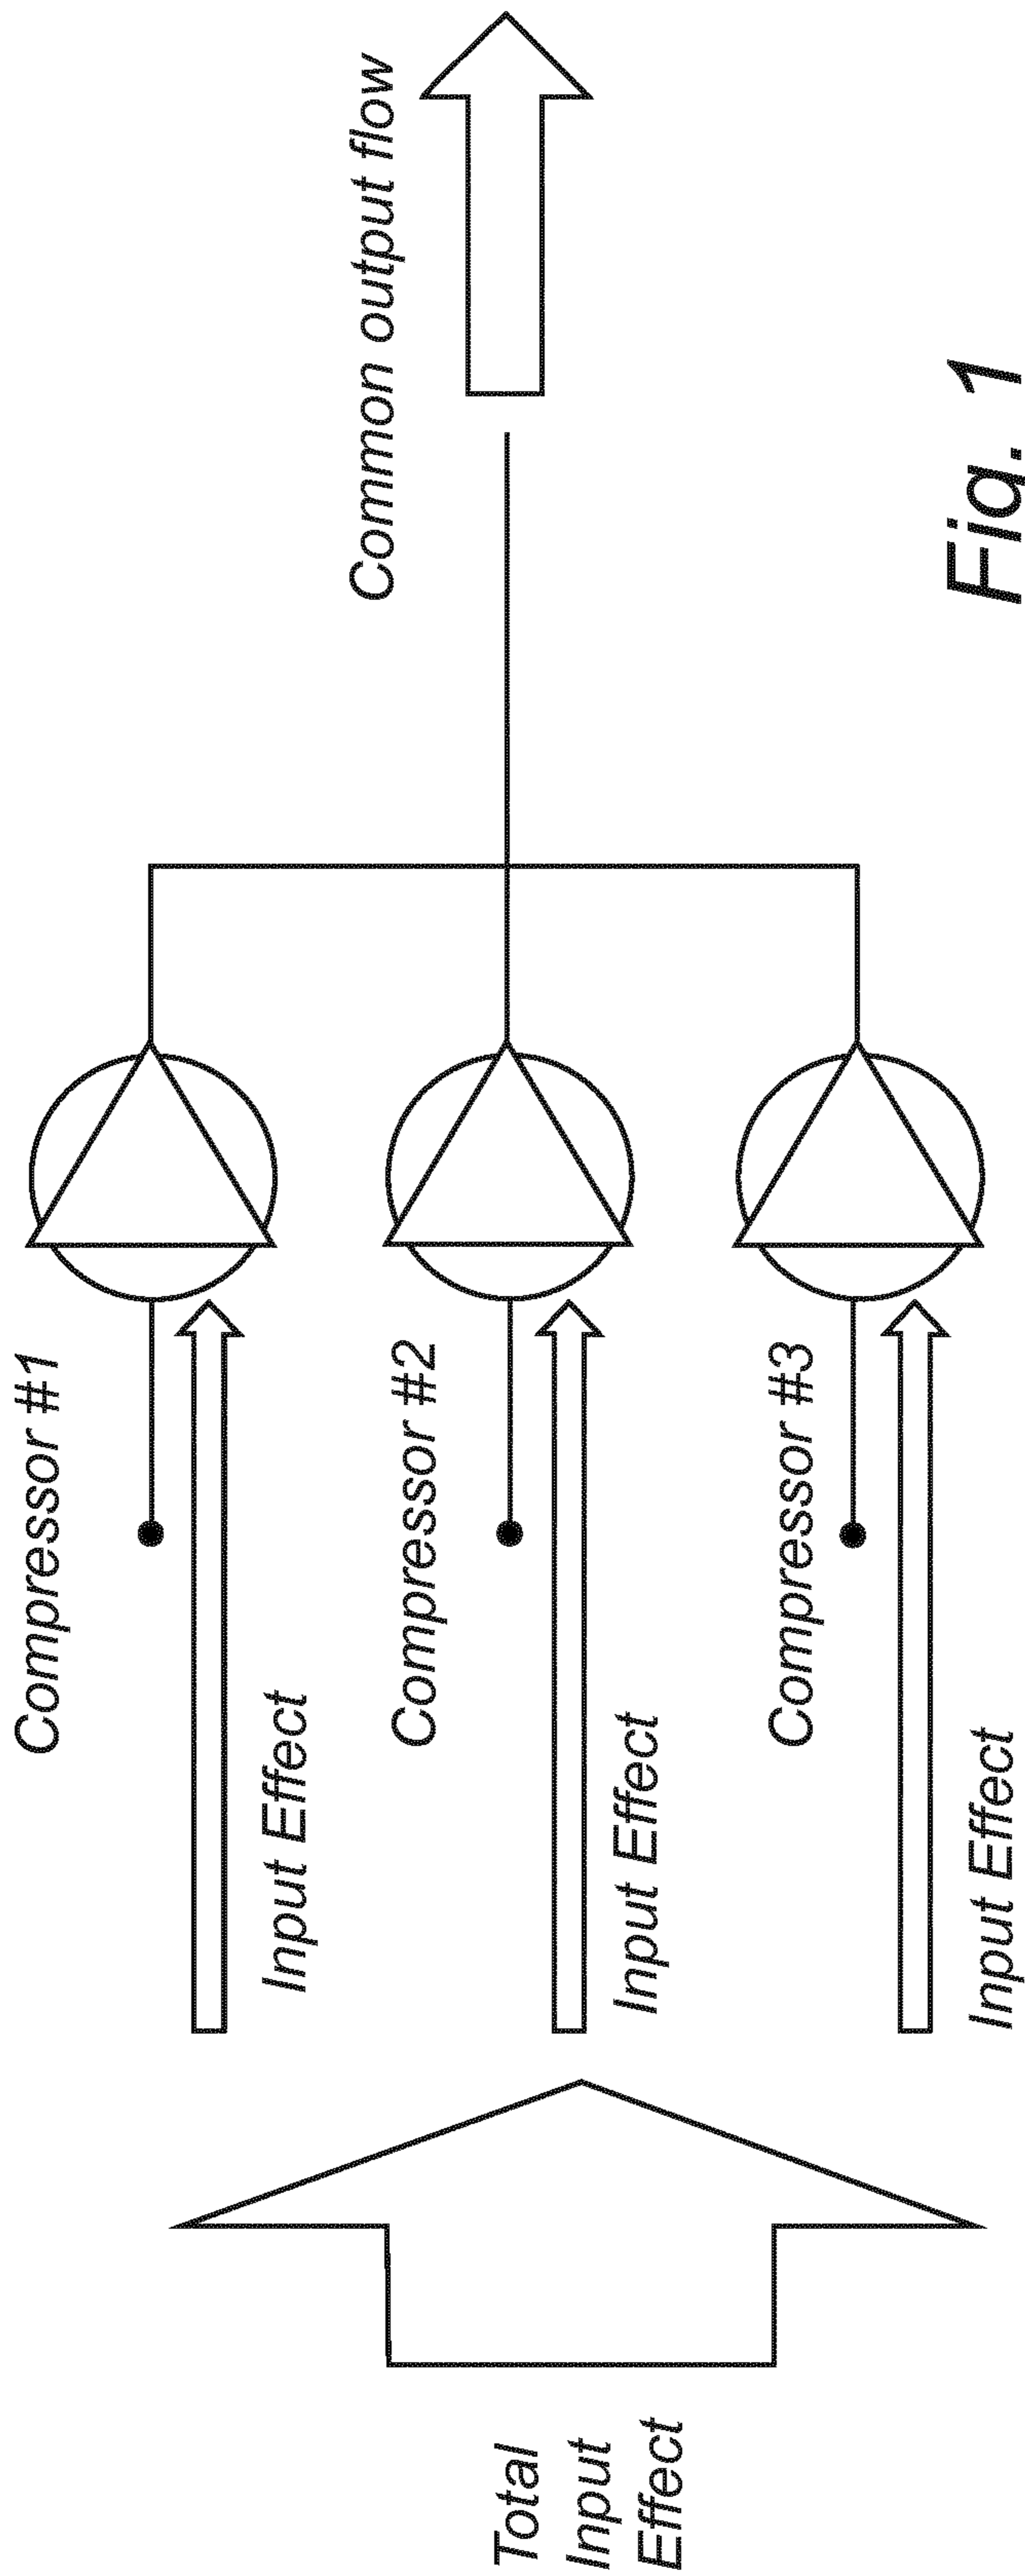 Compressor #1
Input Effect
Compressor #2
Input Effect
Compressor #3
Input Effect
Total
Input
Effect
Common output flow
Fig. 1